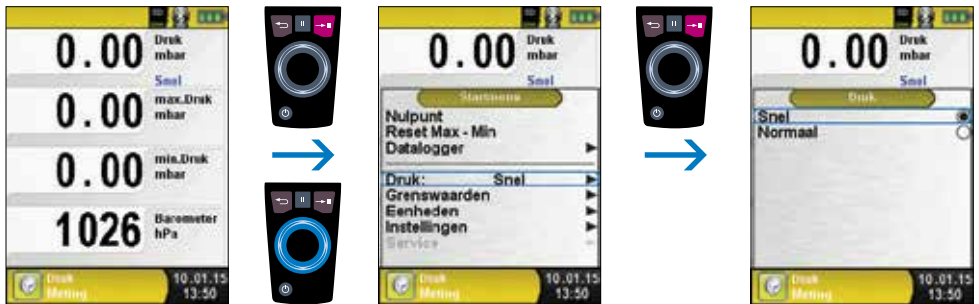 0.00 Druk mbar
Snel
0.00 max.Druk mbar
0.00 min.Druk mbar
1026 Barometer hPa
Druk
Meting
10.01.15
13:50
0.00 Druk mbar
Snel
Startmenu
Nulpunt
Reset Max - Min
Datalogger
Druk: Snel
Grenswaarden
Eenheden
Instellingen
Service
Druk
Meting
10.01.15
13:50
0.00 Druk mbar
Snel
Druk
Snel
Normaal
Druk
Meting
10.01.15
13:50